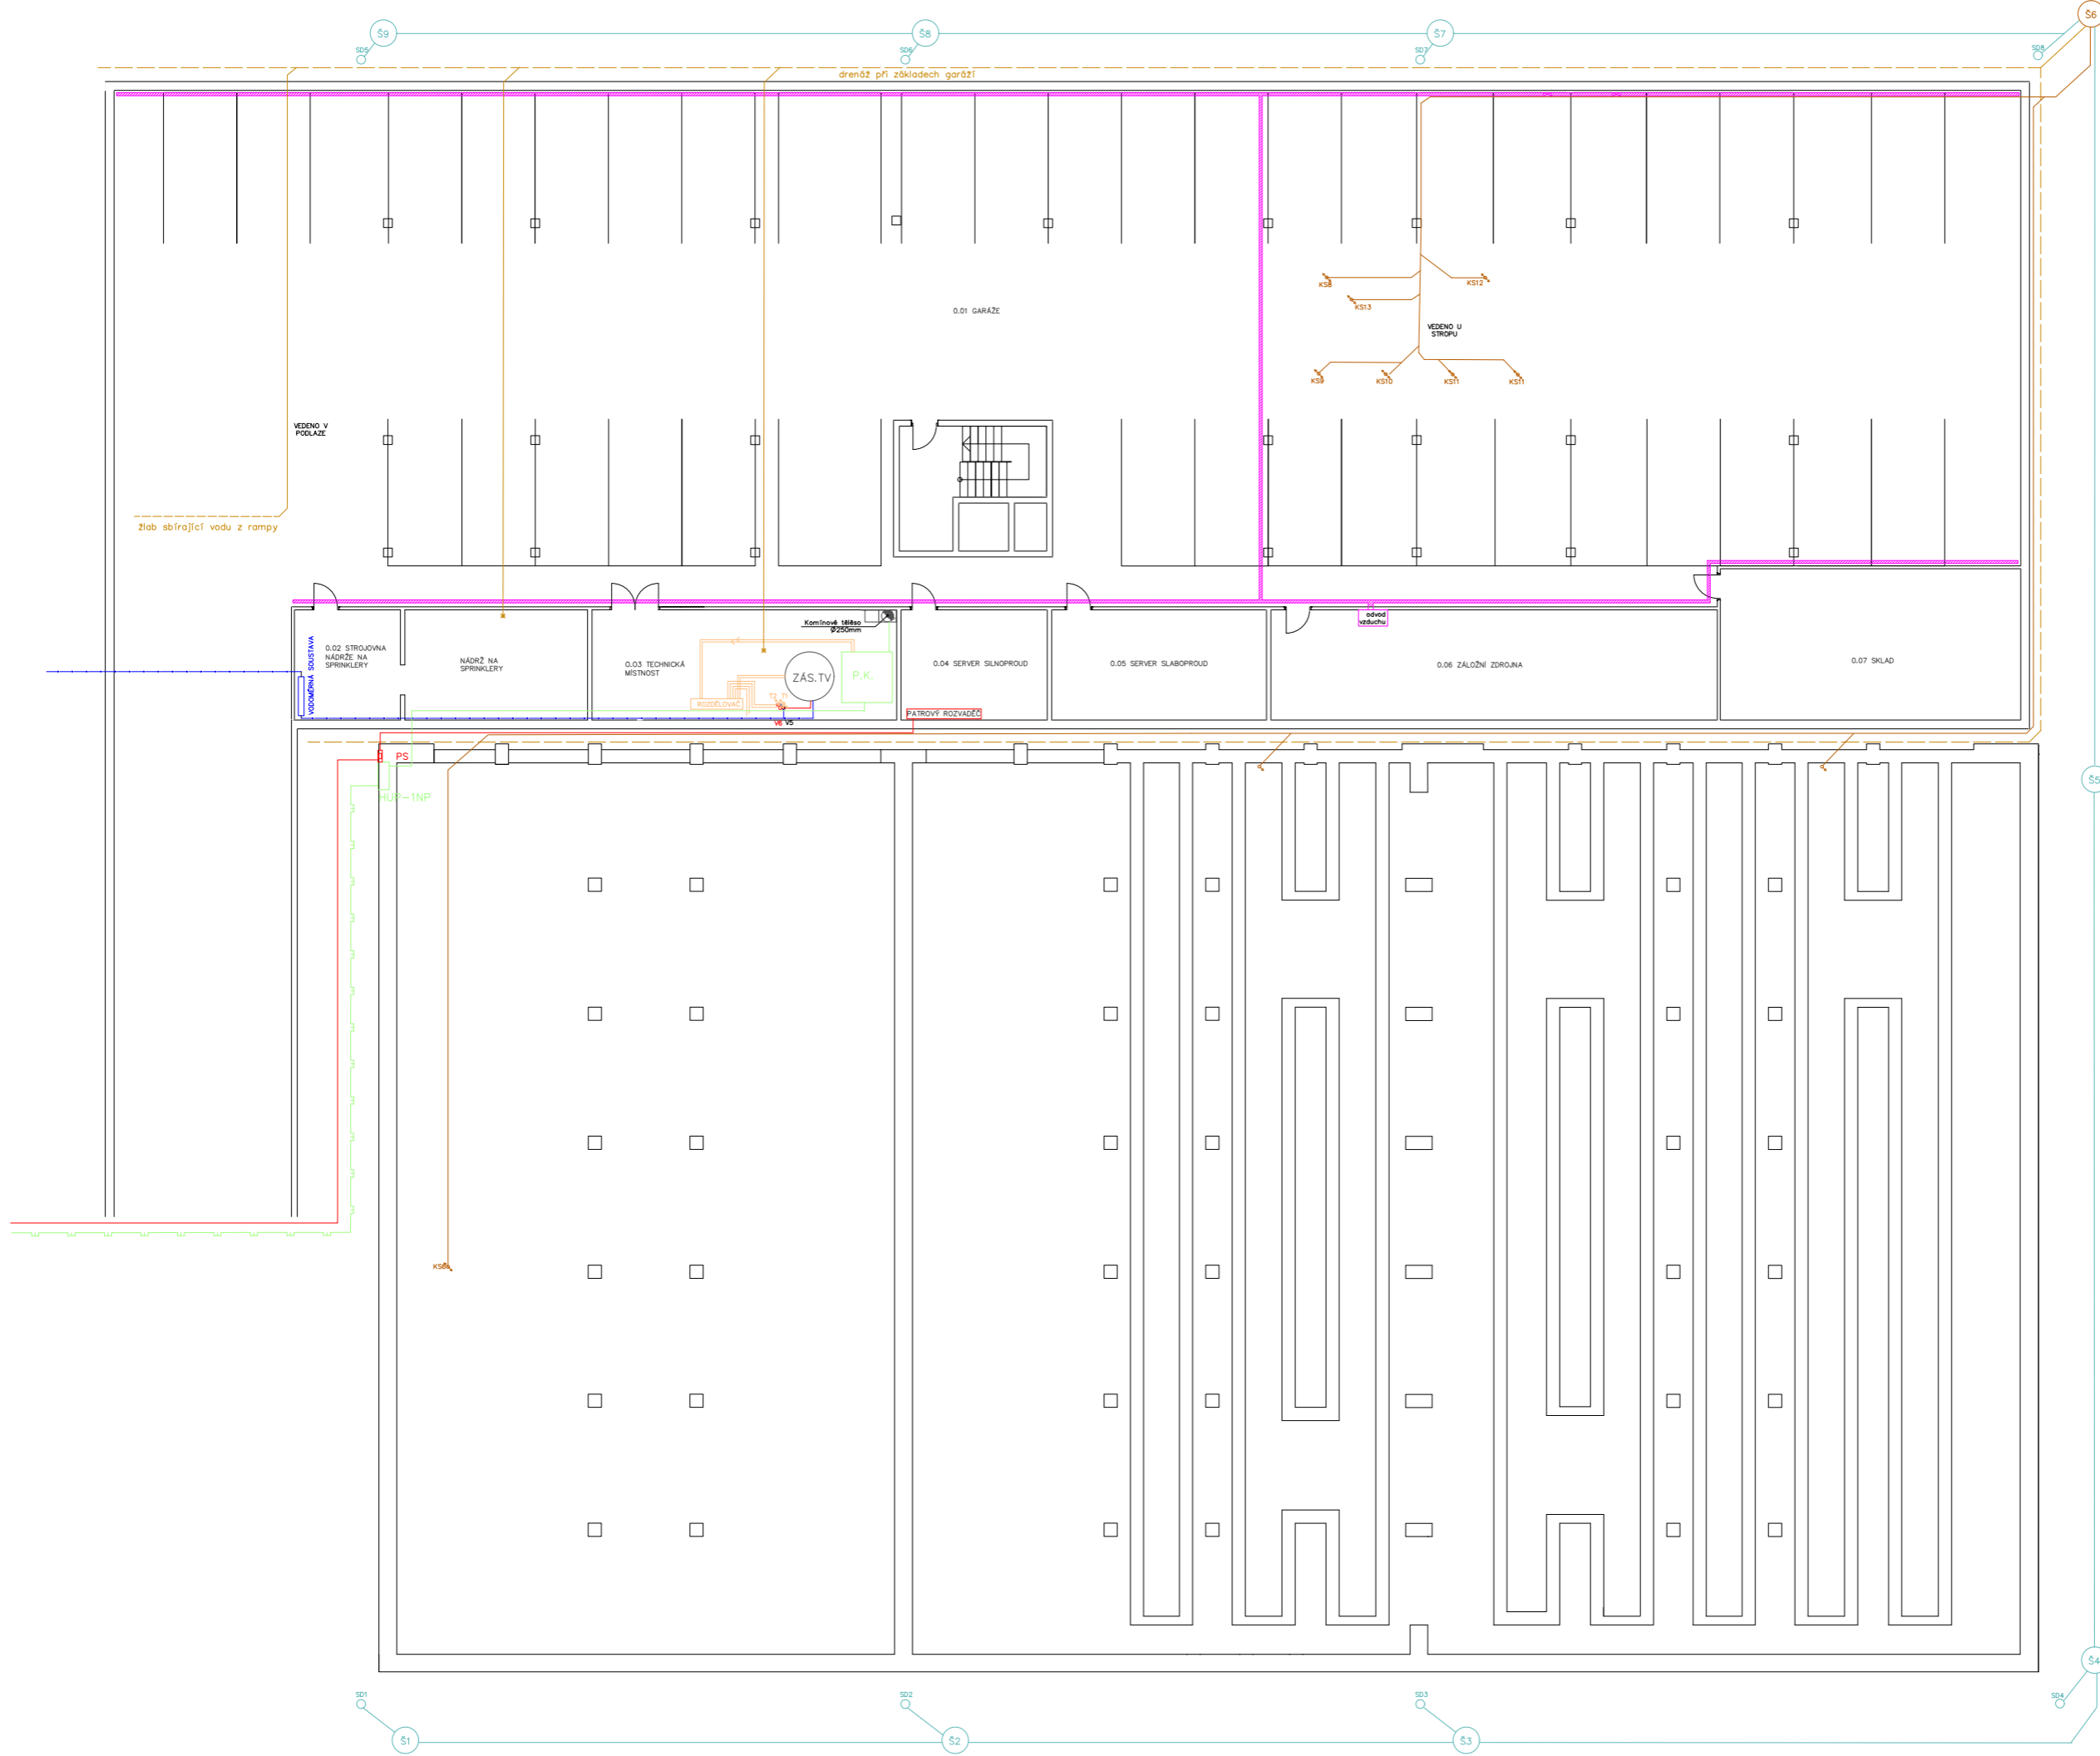 Š9
Š8
Š7
Š6
SD5
SD6
SD7
SD8
drenáž při základech garáží
KS8
KS12
KS13
0.01 GARÁŽE
VEDENO U
STROPU
KS9
KS10
KS11
KS11
VEDENO V
PODLAZE
žlab sbírající vodu z rampy
odvod
vzduchu
Komínové těleso
Ø250mm
VODOMĚRNÁ SOUSTAVA
0.02 STROJOVNA
NÁDRŽE NA
SPRINKLERY
NÁDRŽ NA
SPRINKLERY
0.03 TECHNICKÁ
MÍSTNOST
ZÁS.TV
P.K.
0.04 SERVER SILNOPROUD
0.05 SERVER SLABOPROUD
0.06 ZÁLOŽNÍ ZDROJNA
0.07 SKLAD
ROZDĚLOVAČ
T2 T1
PATROVÝ ROZVADĚČ
V6 V5
PS
HUP-1NP
Š5
Š4
SD1
SD2
SD3
SD4
Š1
Š2
Š3